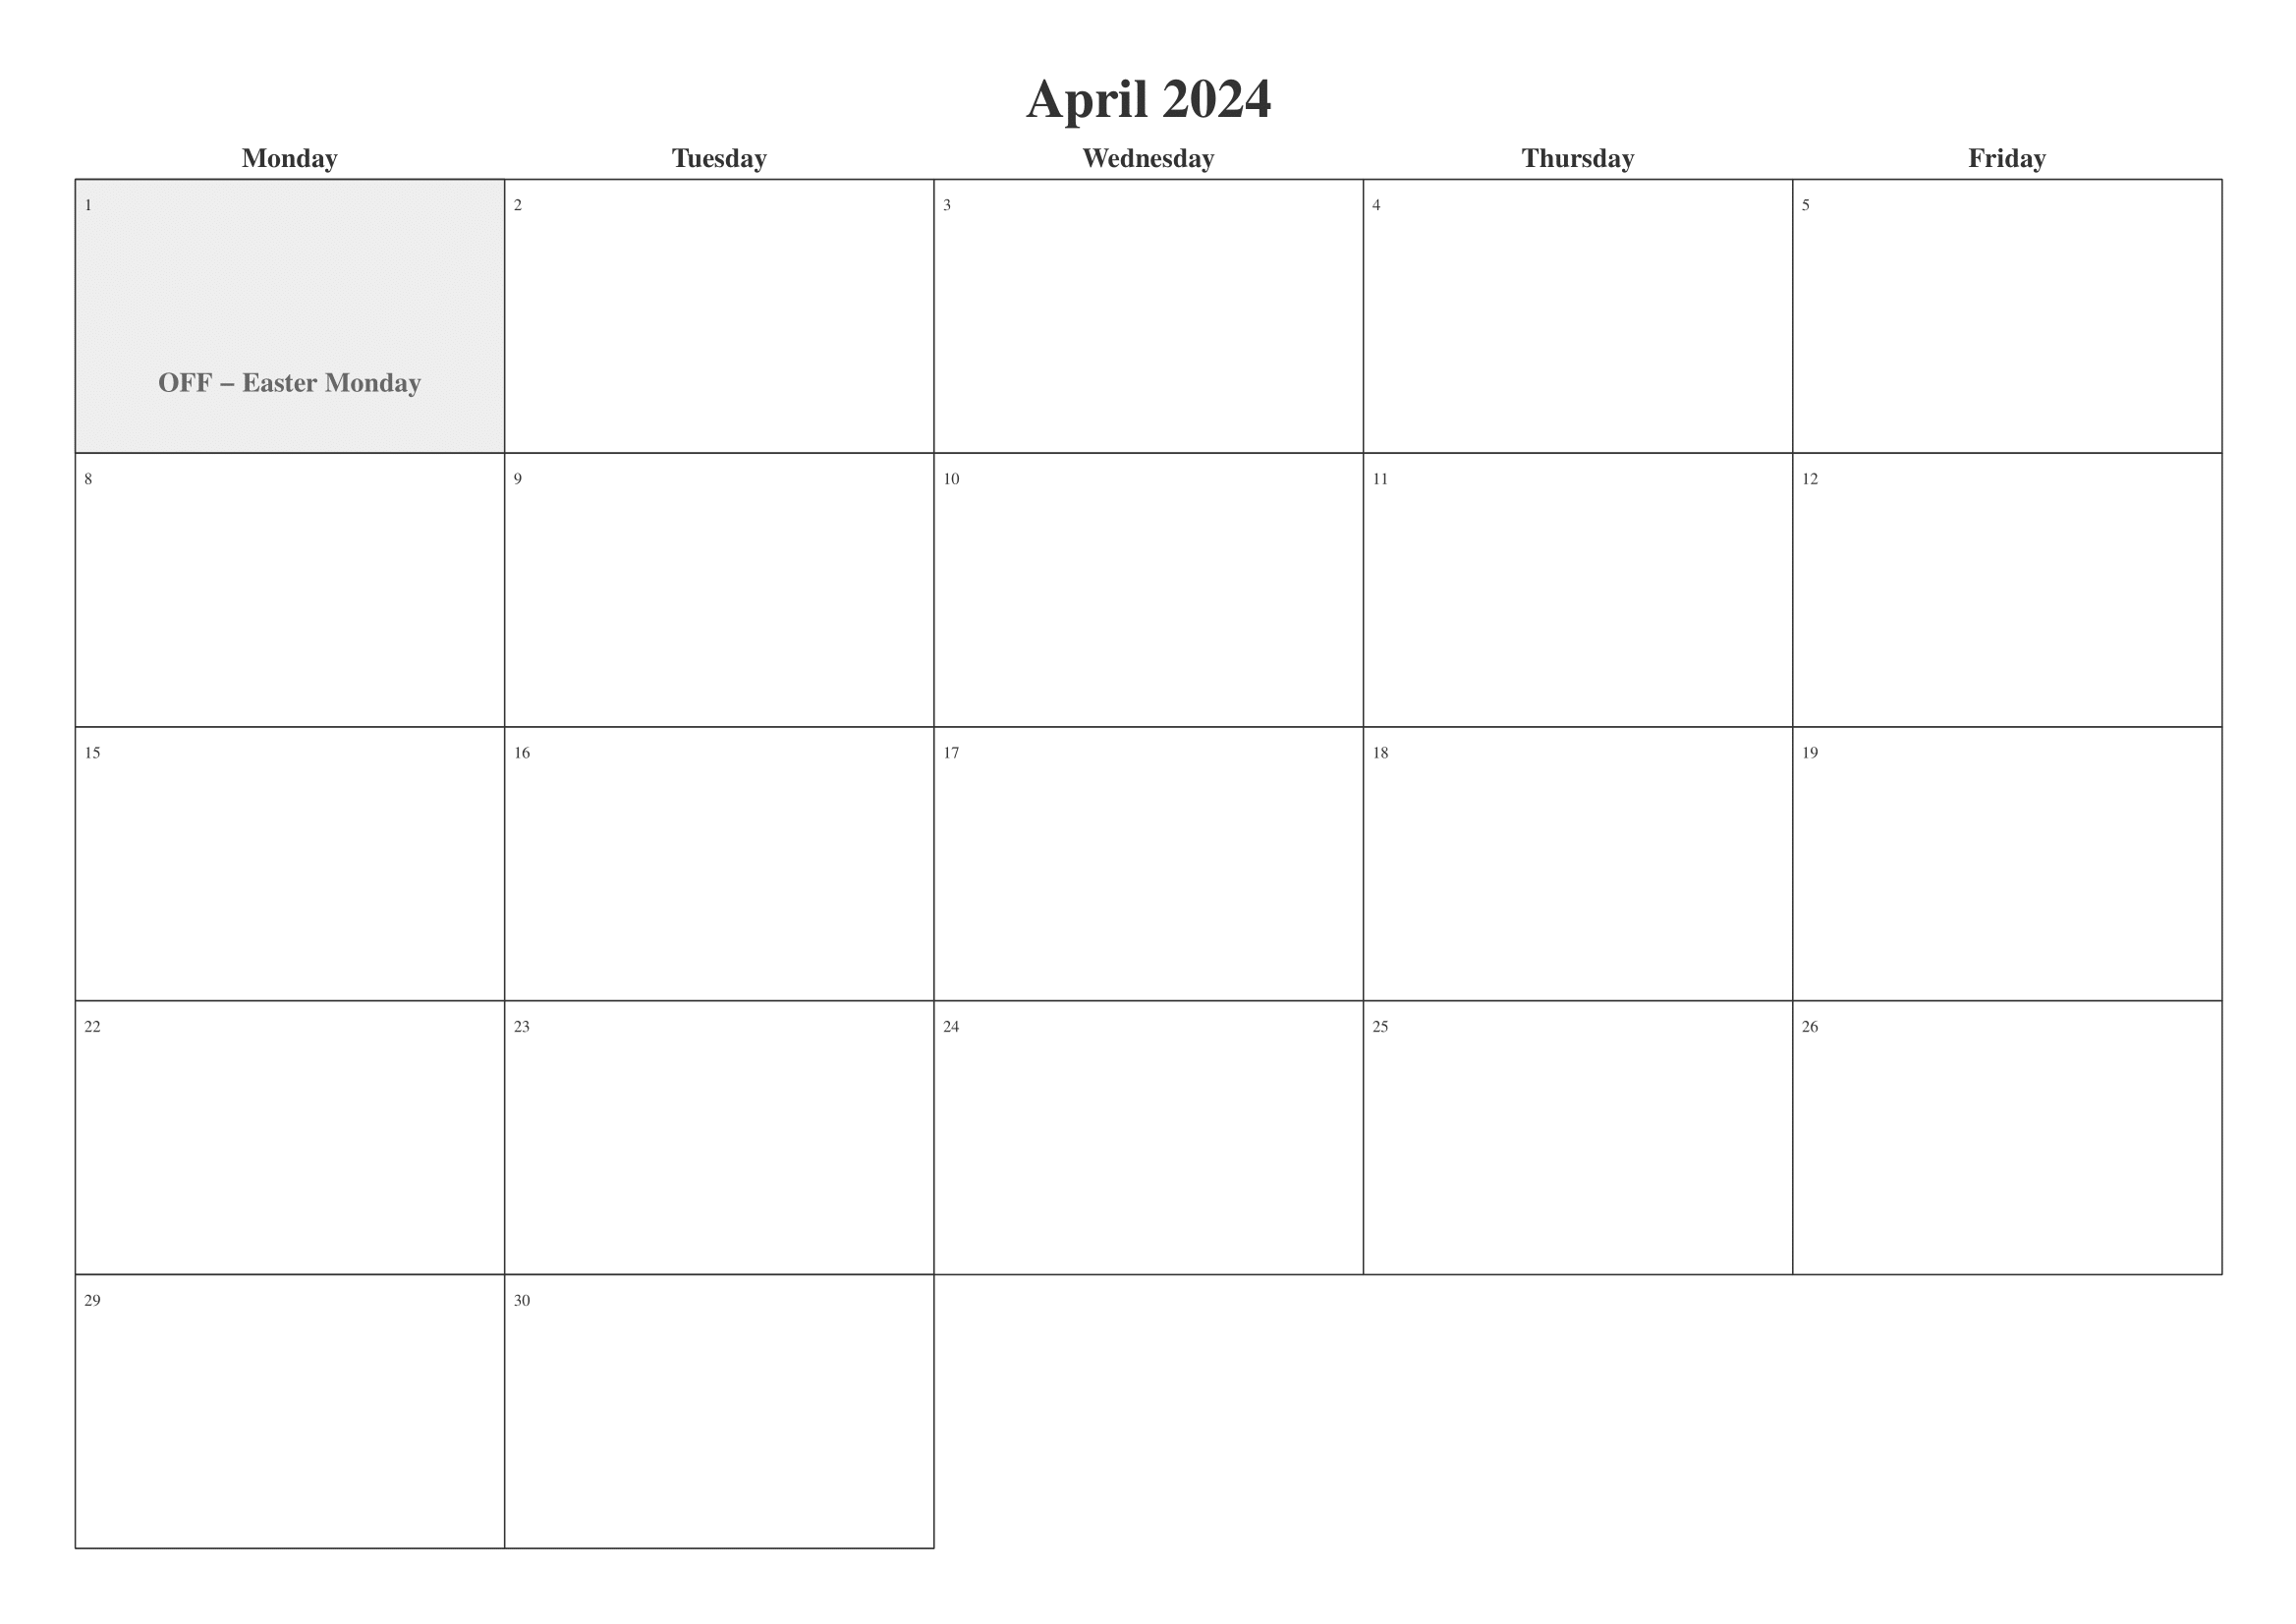 April 2024
Monday Tuesday Wednesday Thursday Friday
1 2 3 4 5
OFF – Easter Monday
8 9 10 11 12
15 16 17 18 19
22 23 24 25 26
29 30